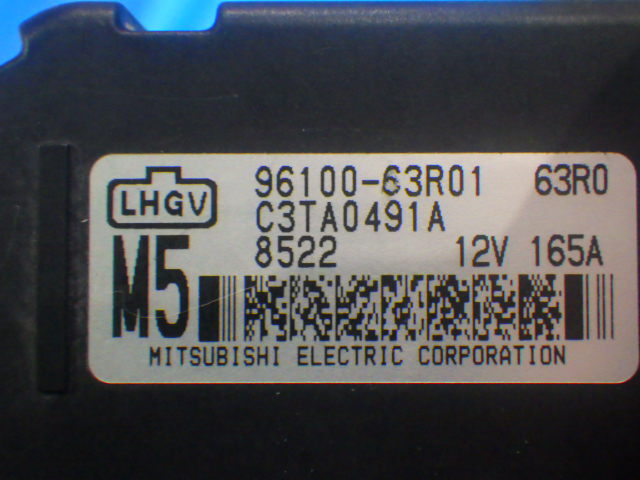 96100-63R01 63R0
LHGV
C3TA0491A
M5
8522 12V 165A
MITSUBISHI ELECTRIC CORPORATION